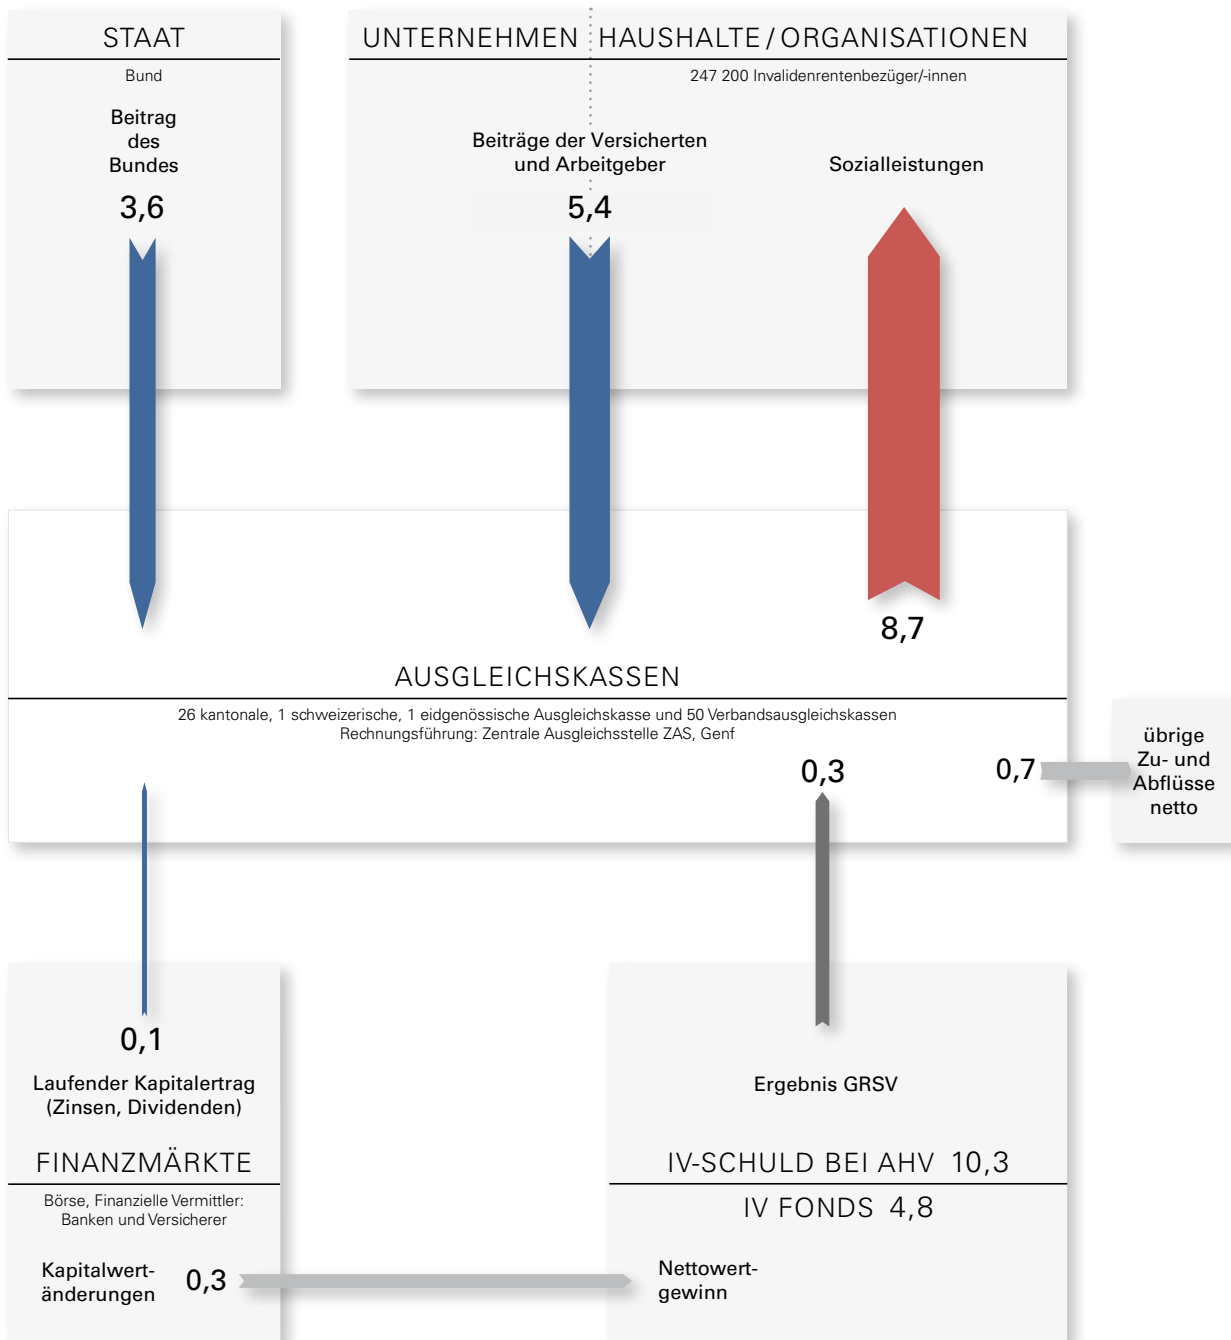 STAAT
Bund
Beitrag
des
Bundes
3,6
UNTERNEHMEN HAUSHALTE / ORGANISATIONEN
247 200 Invalidenrentenbezüger/-innen
Beiträge der Versicherten
und Arbeitgeber
5,4
Sozialleistungen
8,7
AUSGLEICHSKASSEN
26 kantonale, 1 schweizerische, 1 eidgenössische Ausgleichskasse und 50 Verbandsausgleichskassen
Rechnungsführung: Zentrale Ausgleichsstelle ZAS, Genf
0,3
0,7
übrige
Zu- und
Abflüsse
netto
0,1
Laufender Kapitalertrag
(Zinsen, Dividenden)
FINANZMÄRKTE
Börse, Finanzielle Vermittler:
Banken und Versicherer
Kapitalwert-
änderungen
0,3
Ergebnis GRSV
IV-SCHULD BEI AHV 10,3
IV FONDS 4,8
Nettowert-
gewinn